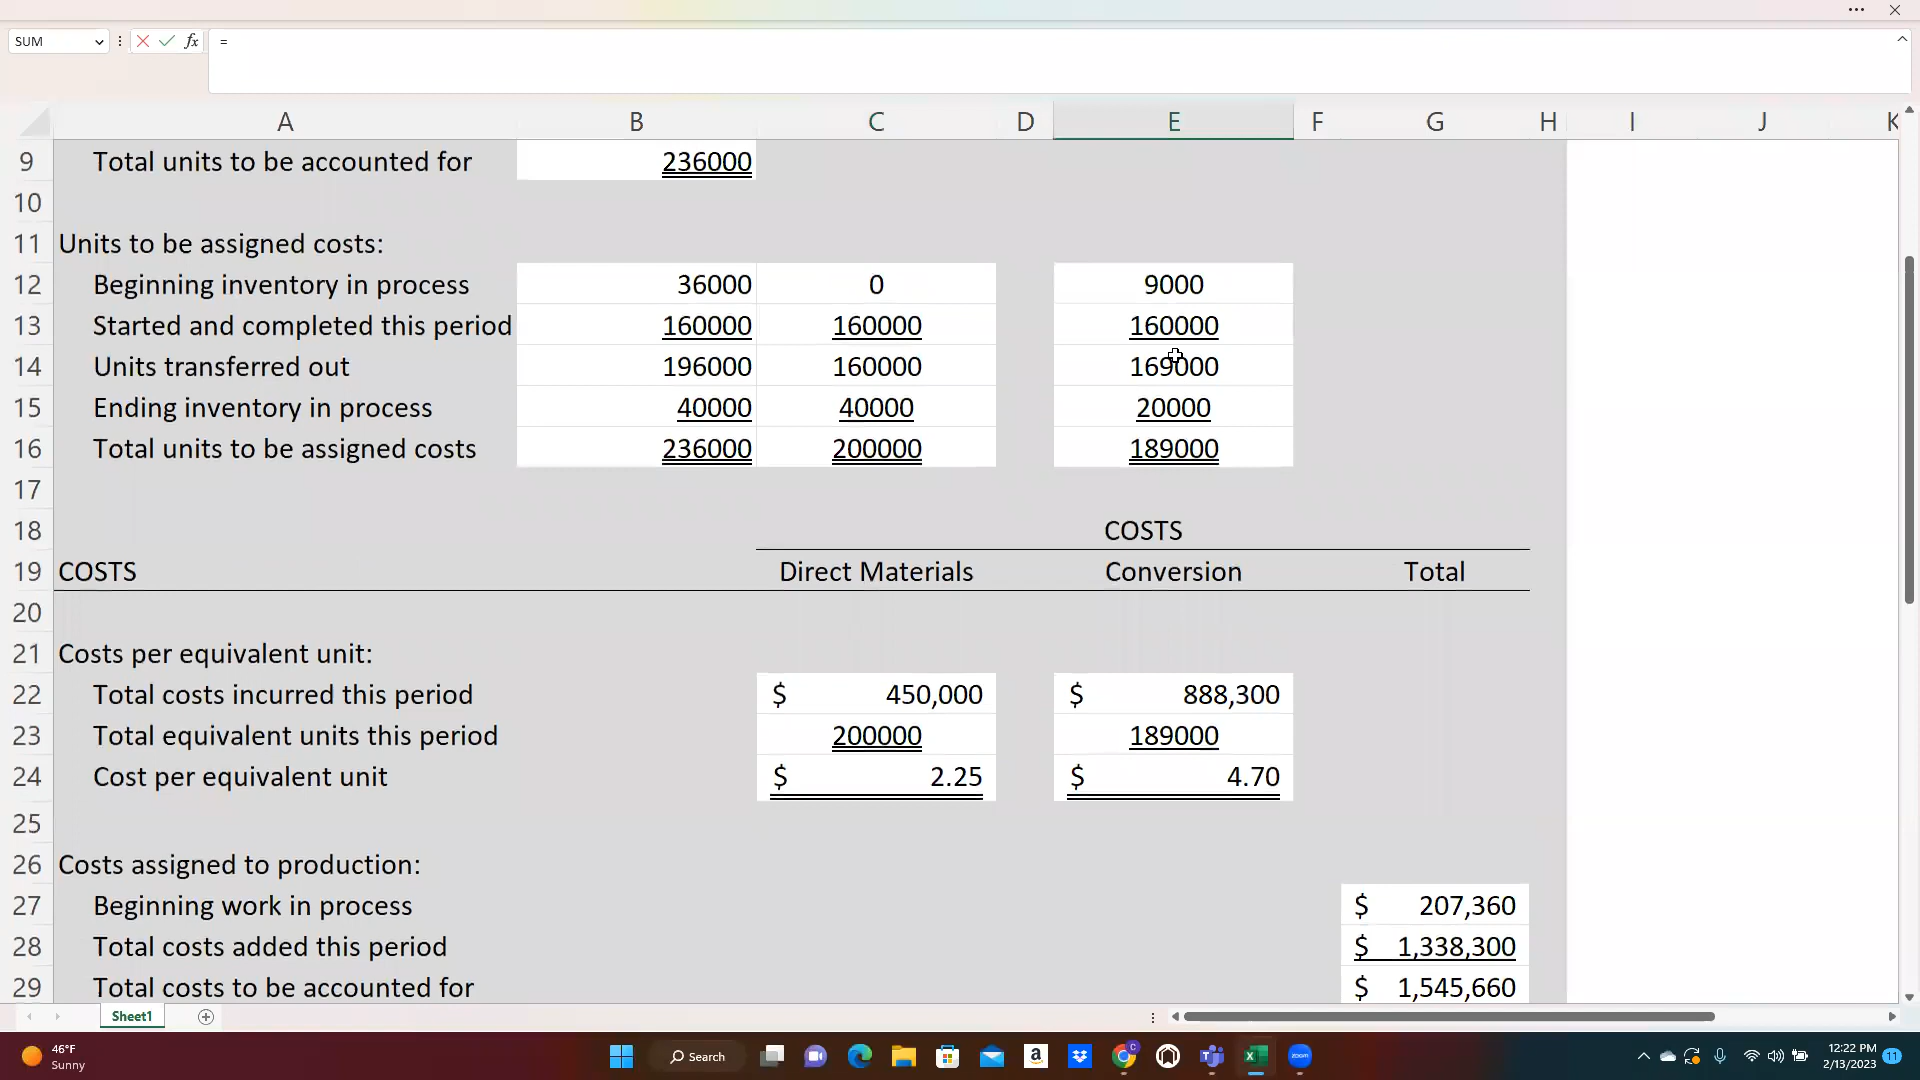 SUM fx =
A B C D E F G H I J K
9 Total units to be accounted for 236000
10
11 Units to be assigned costs:
12 Beginning inventory in process 36000 0 9000
13 Started and completed this period 160000 160000 160000
14 Units transferred out 196000 160000 169000
15 Ending inventory in process 40000 40000 20000
16 Total units to be assigned costs 236000 200000 189000
17
18 COSTS
19 COSTS Direct Materials Conversion Total
20
21 Costs per equivalent unit:
22 Total costs incurred this period $ 450,000 $ 888,300
23 Total equivalent units this period 200000 189000
24 Cost per equivalent unit $ 2.25 $ 4.70
25
26 Costs assigned to production:
27 Beginning work in process $ 207,360
28 Total costs added this period $ 1,338,300
29 Total costs to be accounted for $ 1,545,660
Sheet1
46°F
Sunny
Search
a
C
zoom
12:22 PM
2/13/2023
11